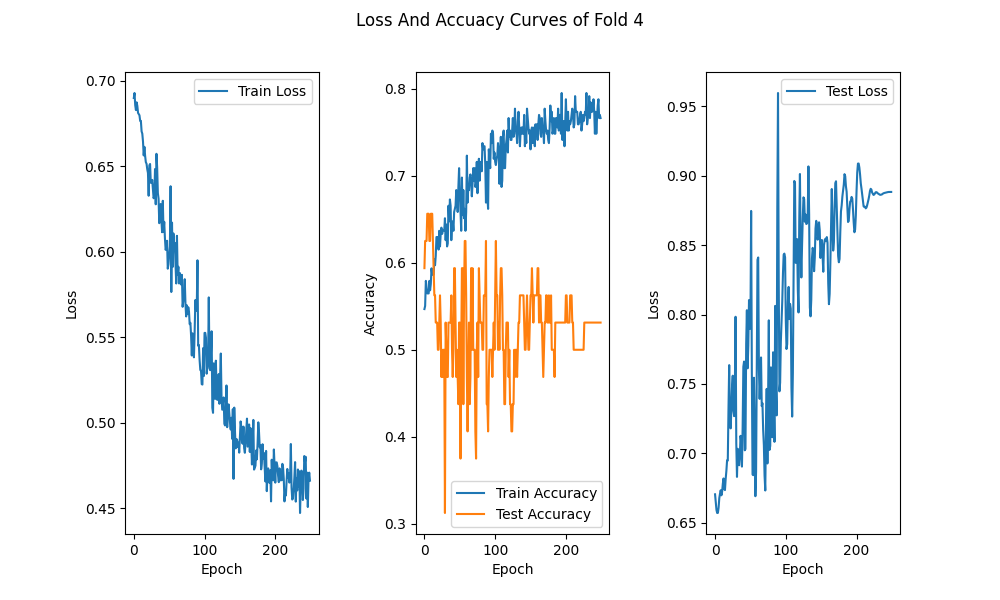 Loss And Accuacy Curves of Fold 4
0.70
0.65
0.60
0.55
0.50
0.45
Loss
0
100
200
Epoch
Train Loss
0.8
0.7
0.6
0.5
0.4
0.3
Accuracy
0
100
200
Epoch
Train Accuracy
Test Accuracy
0.95
0.90
0.85
0.80
0.75
0.70
0.65
Loss
0
100
200
Epoch
Test Loss